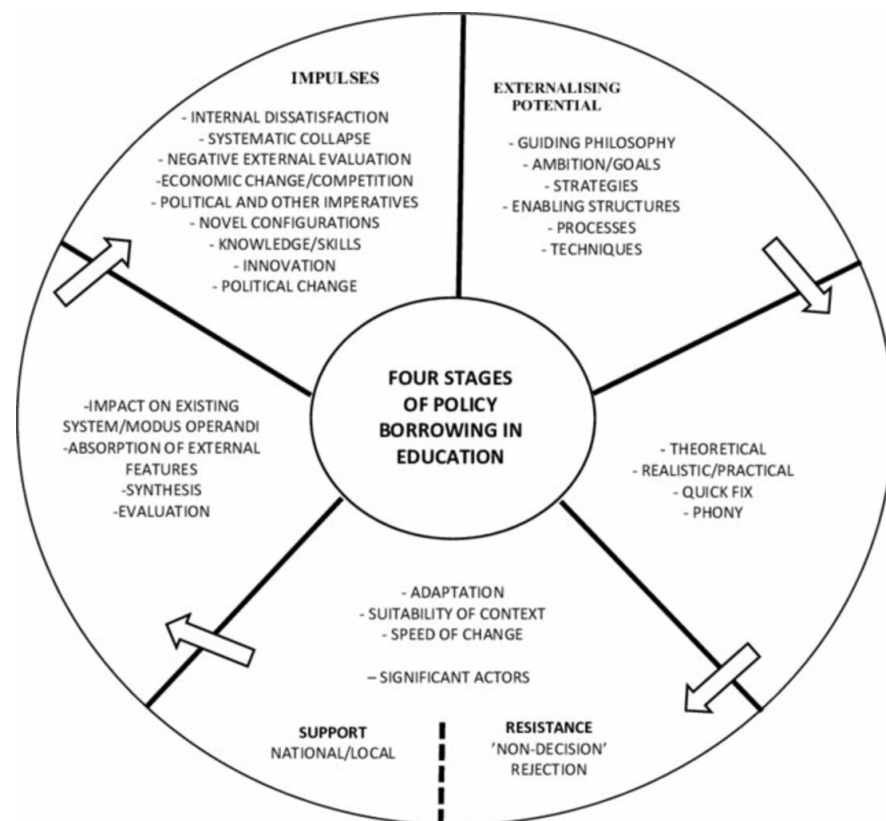 IMPULSES
- INTERNAL DISSATISFACTION
- SYSTEMATIC COLLAPSE
- NEGATIVE EXTERNAL EVALUATION
-ECONOMIC CHANGE/COMPETITION
- POLITICAL AND OTHER IMPERATIVES
- NOVEL CONFIGURATIONS
- KNOWLEDGE/SKILLS
- INNOVATION
- POLITICAL CHANGE
EXTERNALISING
POTENTIAL
- GUIDING PHILOSOPHY
- AMBITION/GOALS
- STRATEGIES
- ENABLING STRUCTURES
- PROCESSES
- TECHNIQUES
FOUR STAGES
OF POLICY
BORROWING IN
EDUCATION
- THEORETICAL
- REALISTIC/PRACTICAL
- QUICK FIX
- PHONY
- ADAPTATION
- SUITABILITY OF CONTEXT
- SPEED OF CHANGE
– SIGNIFICANT ACTORS
SUPPORT
NATIONAL/LOCAL
RESISTANCE
’NON-DECISION’
REJECTION
-IMPACT ON EXISTING
SYSTEM/MODUS OPERANDI
-ABSORPTION OF EXTERNAL
FEATURES
-SYNTHESIS
-EVALUATION